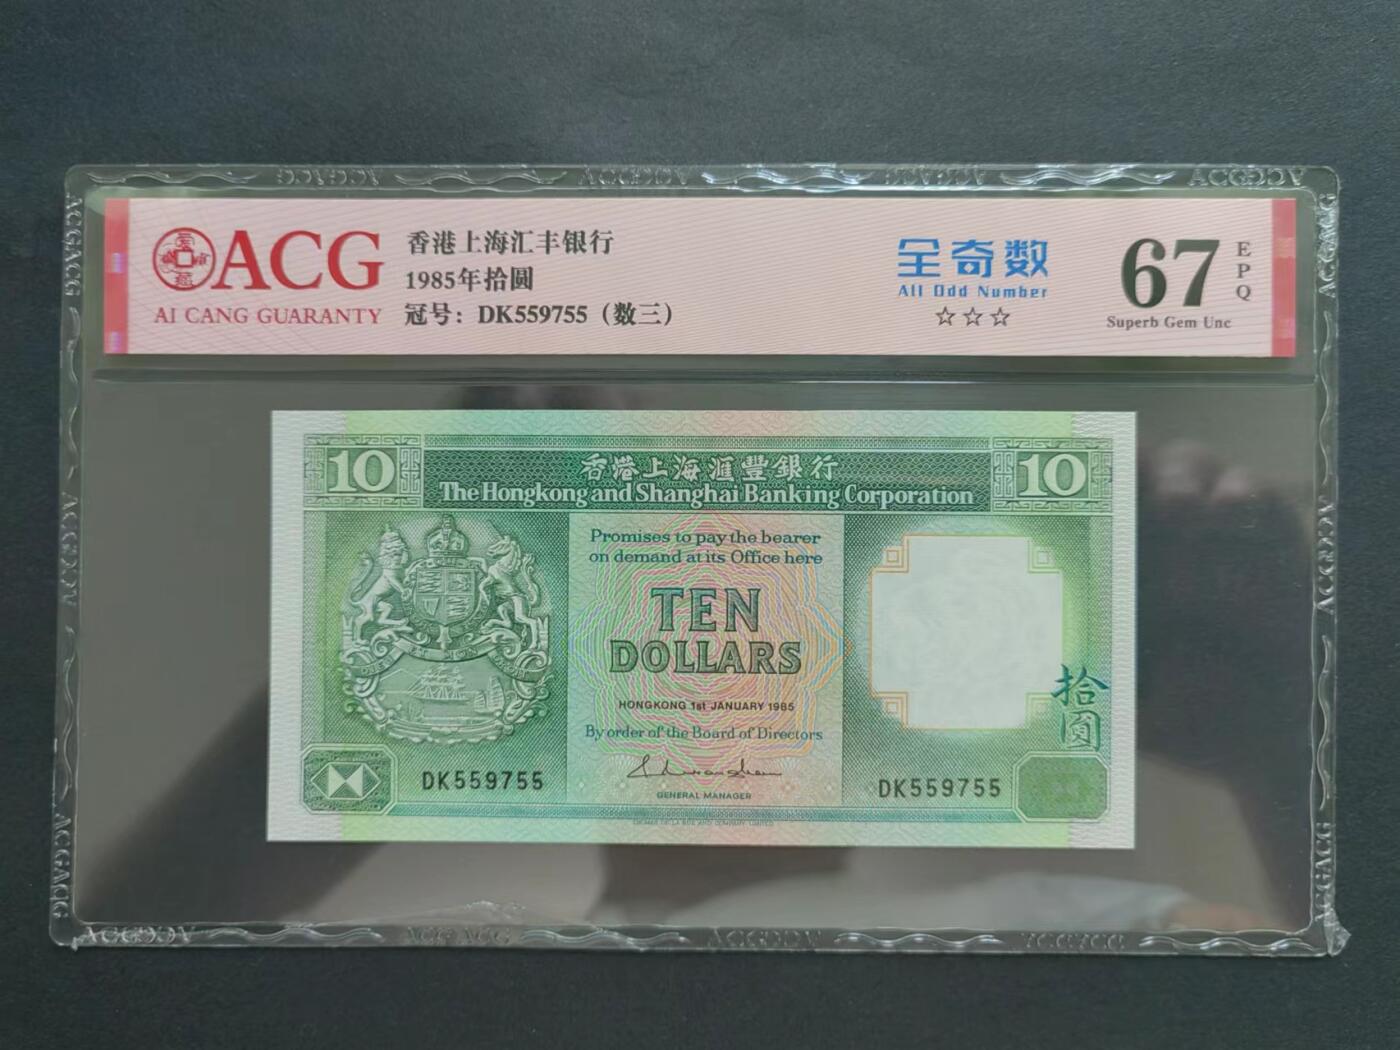 ACG
AI CANG GUARANTY
香港上海汇丰银行
1985年拾圆
冠号：DK559755（数三）
全奇数
All Odd Number
☆☆☆
67
EPQ
Superb Gem Unc
10
香港上海滙豐銀行
10
The Hongkong and Shanghai Banking Corporation
Promises to pay the bearer
on demand at its Office here
TEN
DOLLARS
HONGKONG 1st JANUARY 1985
By order of the Board of Directors
GENERAL MANAGER
拾圓
DK559755
DK559755